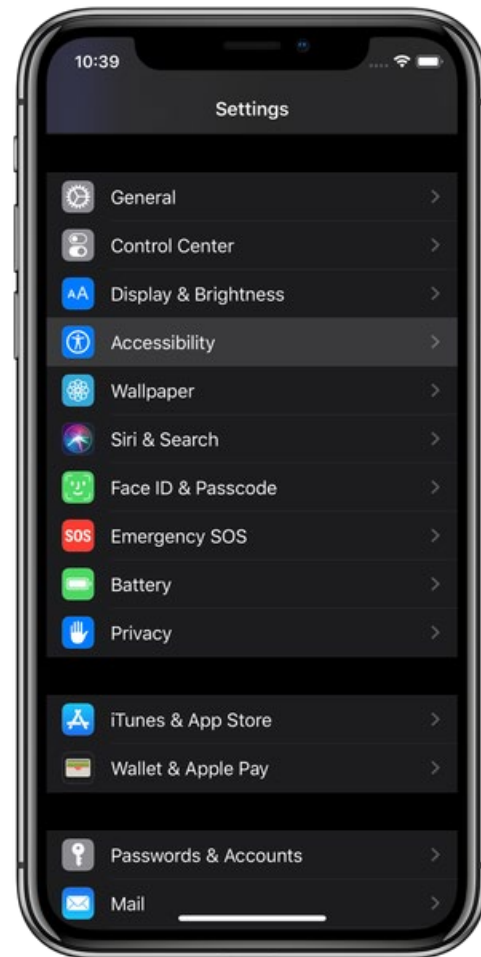 10:39
Settings
General
Control Center
AA Display & Brightness
Accessibility
Wallpaper
Siri & Search
Face ID & Passcode
SOS Emergency SOS
Battery
Privacy
iTunes & App Store
Wallet & Apple Pay
Passwords & Accounts
Mail